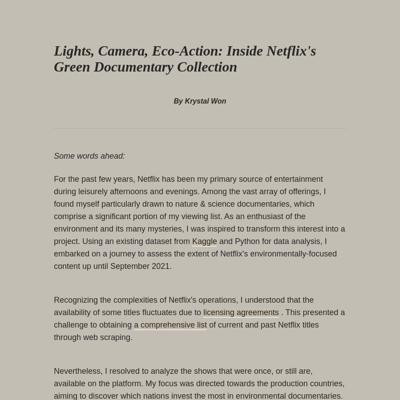 Lights, Camera, Eco-Action: Inside Netflix's
Green Documentary Collection
By Krystal Won
Some words ahead:
For the past few years, Netflix has been my primary source of entertainment
during leisurely afternoons and evenings. Among the vast array of offerings, I
found myself particularly drawn to nature & science documentaries, which
comprise a significant portion of my viewing list. As an enthusiast of the
environment and its many mysteries, I was inspired to transform this interest into a
project. Using an existing dataset from Kaggle and Python for data analysis, I
embarked on a journey to assess the extent of Netflix's environmentally-focused
content up until September 2021.
Recognizing the complexities of Netflix's operations, I understood that the
availability of some titles fluctuates due to licensing agreements . This presented a
challenge to obtaining a comprehensive list of current and past Netflix titles
through web scraping.
Nevertheless, I resolved to analyze the shows that were once, or still are,
available on the platform. My focus was directed towards the production countries,
aiming to discover which nations invest the most in environmental documentaries.